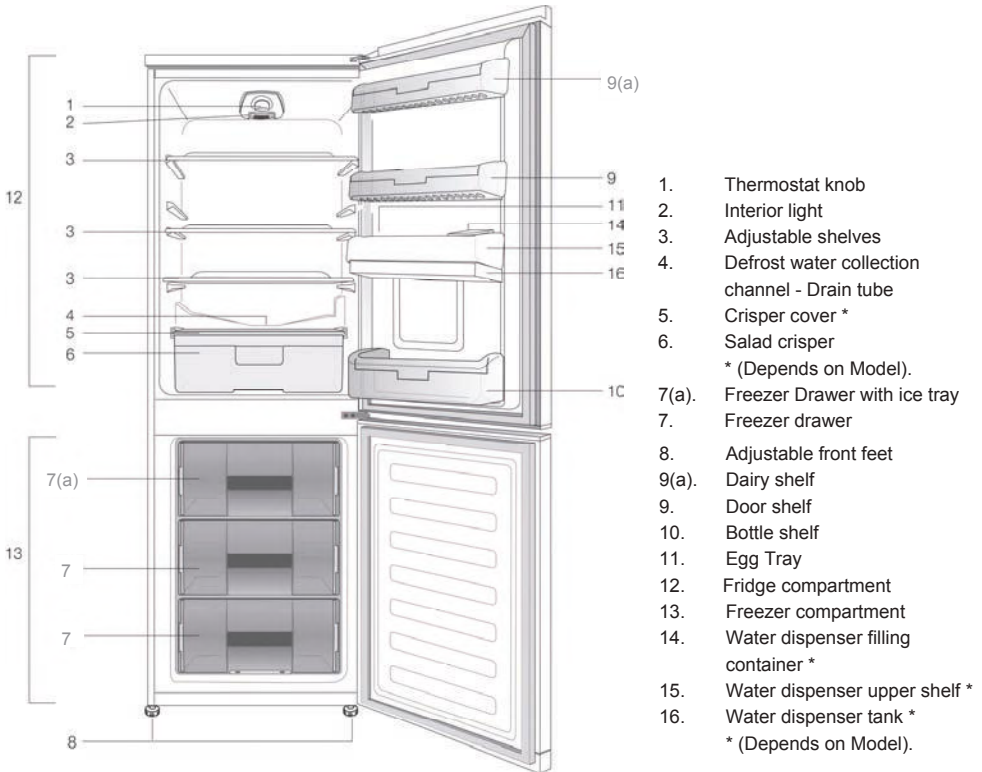 9(a)
1
2
3
9
12
11
14
3
15
16
3
4
5
6
10
7(a)
13
7
7
8
1. Thermostat knob
2. Interior light
3. Adjustable shelves
4. Defrost water collection
channel - Drain tube
5. Crisper cover *
6. Salad crisper
* (Depends on Model).
7(a). Freezer Drawer with ice tray
7. Freezer drawer
8. Adjustable front feet
9(a). Dairy shelf
9. Door shelf
10. Bottle shelf
11. Egg Tray
12. Fridge compartment
13. Freezer compartment
14. Water dispenser filling
container *
15. Water dispenser upper shelf *
16. Water dispenser tank *
* (Depends on Model).